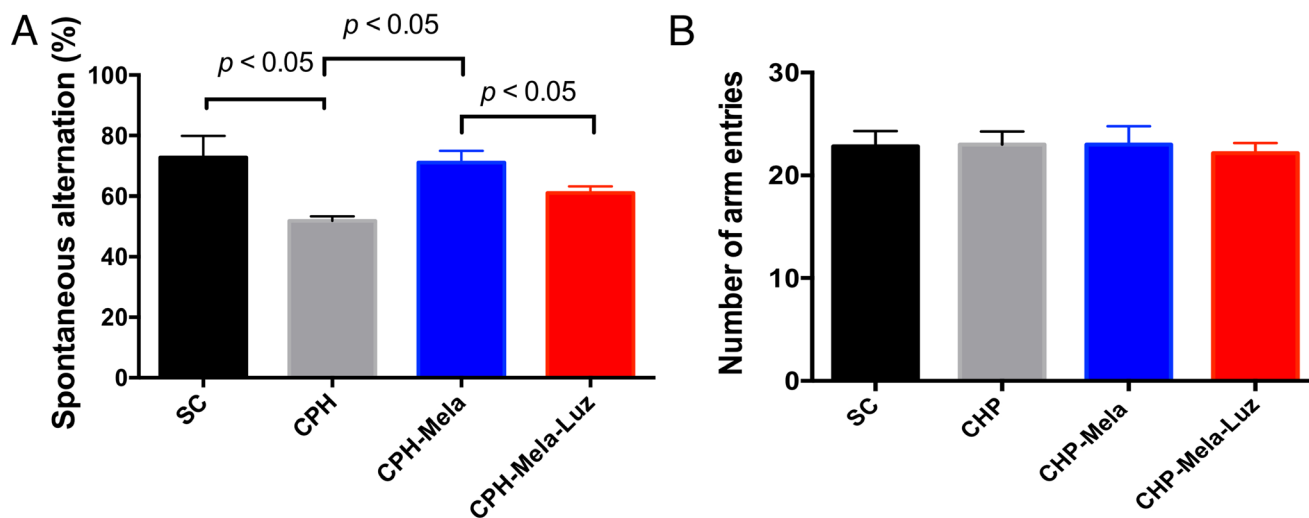 A
Spontaneous alternation (%)
p < 0.05
p < 0.05
p < 0.05
100
80
60
40
20
0
SC
CPH
CPH-Mela
CPH-Mela-Luz
B
Number of arm entries
30
20
10
0
SC
CHP
CHP-Mela
CHP-Mela-Luz